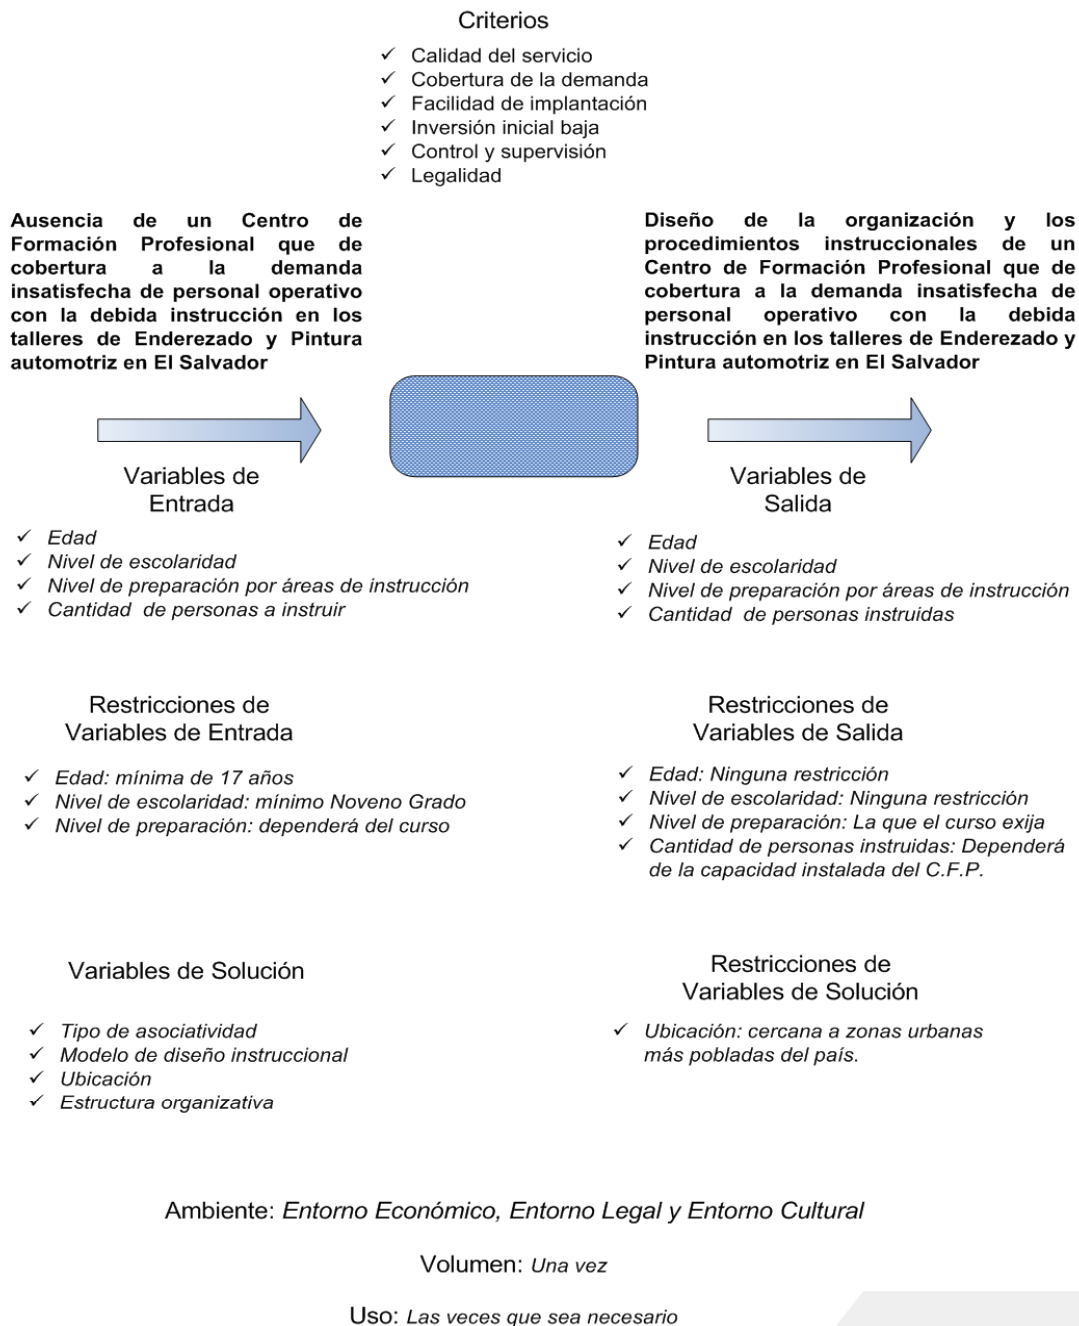 Criterios
✓ Calidad del servicio
✓ Cobertura de la demanda
✓ Facilidad de implantación
✓ Inversión inicial baja
✓ Control y supervisión
✓ Legalidad
Ausencia de un Centro de
Formación Profesional que de
cobertura a la demanda
insatisfecha de personal operativo
con la debida instrucción en los
talleres de Enderezado y Pintura
automotriz en El Salvador
Diseño de la organización y los
procedimientos instruccionales de un
Centro de Formación Profesional que de
cobertura a la demanda insatisfecha de
personal operativo con la debida
instrucción en los talleres de Enderezado y
Pintura automotriz en El Salvador
Variables de
Entrada
✓ Edad
✓ Nivel de escolaridad
✓ Nivel de preparación por áreas de instrucción
✓ Cantidad de personas a instruir
Variables de
Salida
✓ Edad
✓ Nivel de escolaridad
✓ Nivel de preparación por áreas de instrucción
✓ Cantidad de personas instruidas
Restricciones de
Variables de Entrada
✓ Edad: mínima de 17 años
✓ Nivel de escolaridad: mínimo Noveno Grado
✓ Nivel de preparación: dependerá del curso
Restricciones de
Variables de Salida
✓ Edad: Ninguna restricción
✓ Nivel de escolaridad: Ninguna restricción
✓ Nivel de preparación: La que el curso exija
✓ Cantidad de personas instruidas: Dependerá
de la capacidad instalada del C.F.P.
Variables de Solución
✓ Tipo de asociatividad
✓ Modelo de diseño instruccional
✓ Ubicación
✓ Estructura organizativa
Restricciones de
Variables de Solución
✓ Ubicación: cercana a zonas urbanas
más pobladas del país.
Ambiente: Entorno Económico, Entorno Legal y Entorno Cultural
Volumen: Una vez
Uso: Las veces que sea necesario